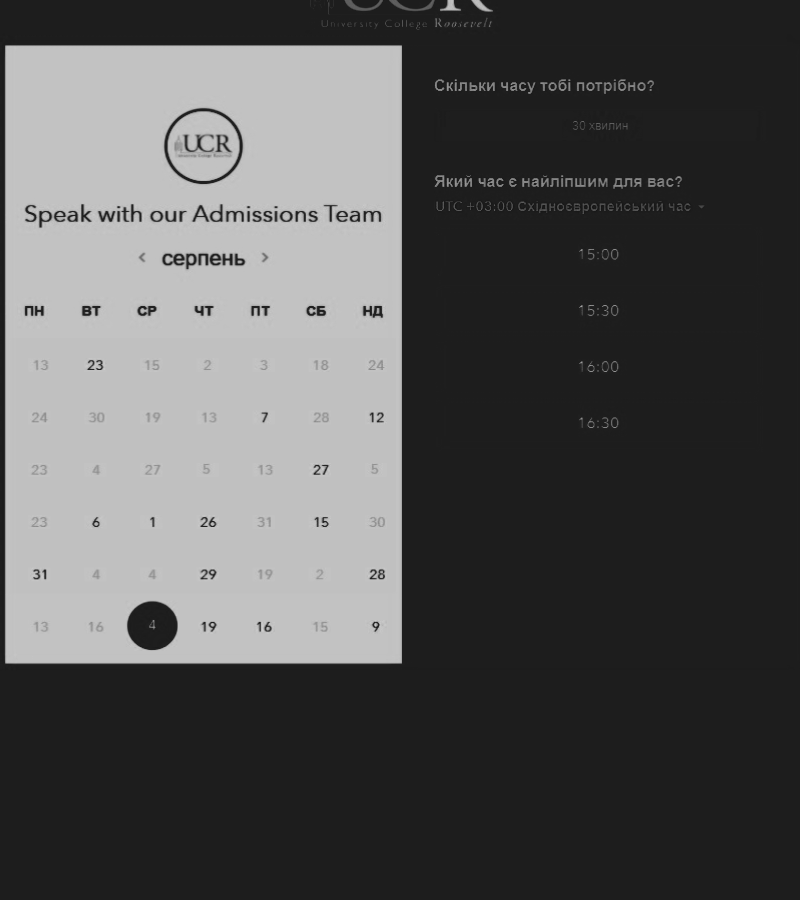 UCR
University College Roosevelt
UCR
Speak with our Admissions Team
серпень
ПН ВТ СР ЧТ ПТ СБ НД
13 23 15 2 3 18 24
24 30 19 13 7 28 12
23 4 27 5 13 27 5
23 6 1 26 31 15 30
31 4 4 29 19 2 28
13 16 4 19 16 15 9
Скільки часу тобі потрібно?
30 хвилин
Який час є найліпшим для вас?
UTC +03:00 Східноєвропейський час
15:00
15:30
16:00
16:30